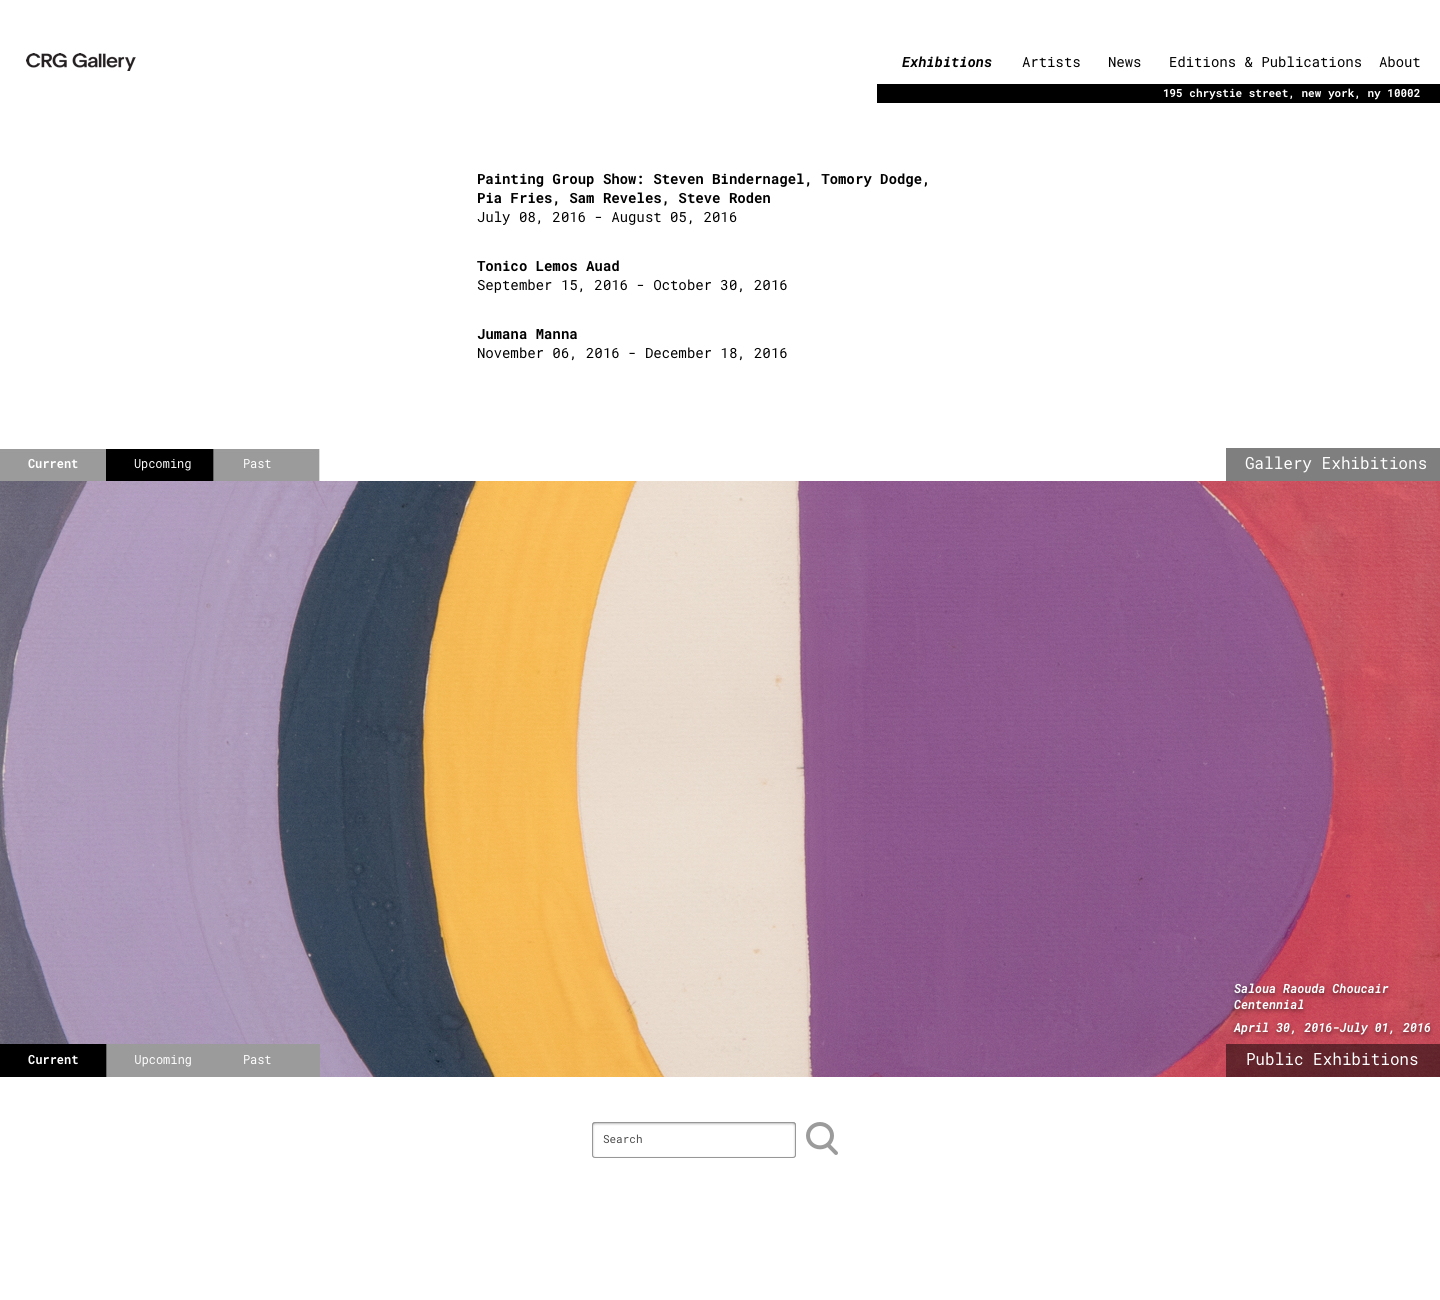 CRG Gallery
Exhibitions Artists News Editions & Publications About
195 chrystie street, new york, ny 10002
Painting Group Show: Steven Bindernagel, Tomory Dodge,
Pia Fries, Sam Reveles, Steve Roden
July 08, 2016 - August 05, 2016
Tonico Lemos Auad
September 15, 2016 - October 30, 2016
Jumana Manna
November 06, 2016 - December 18, 2016
Current Upcoming Past
Gallery Exhibitions
Saloua Raouda Choucair
Centennial
April 30, 2016-July 01, 2016
Current Upcoming Past
Public Exhibitions
Search